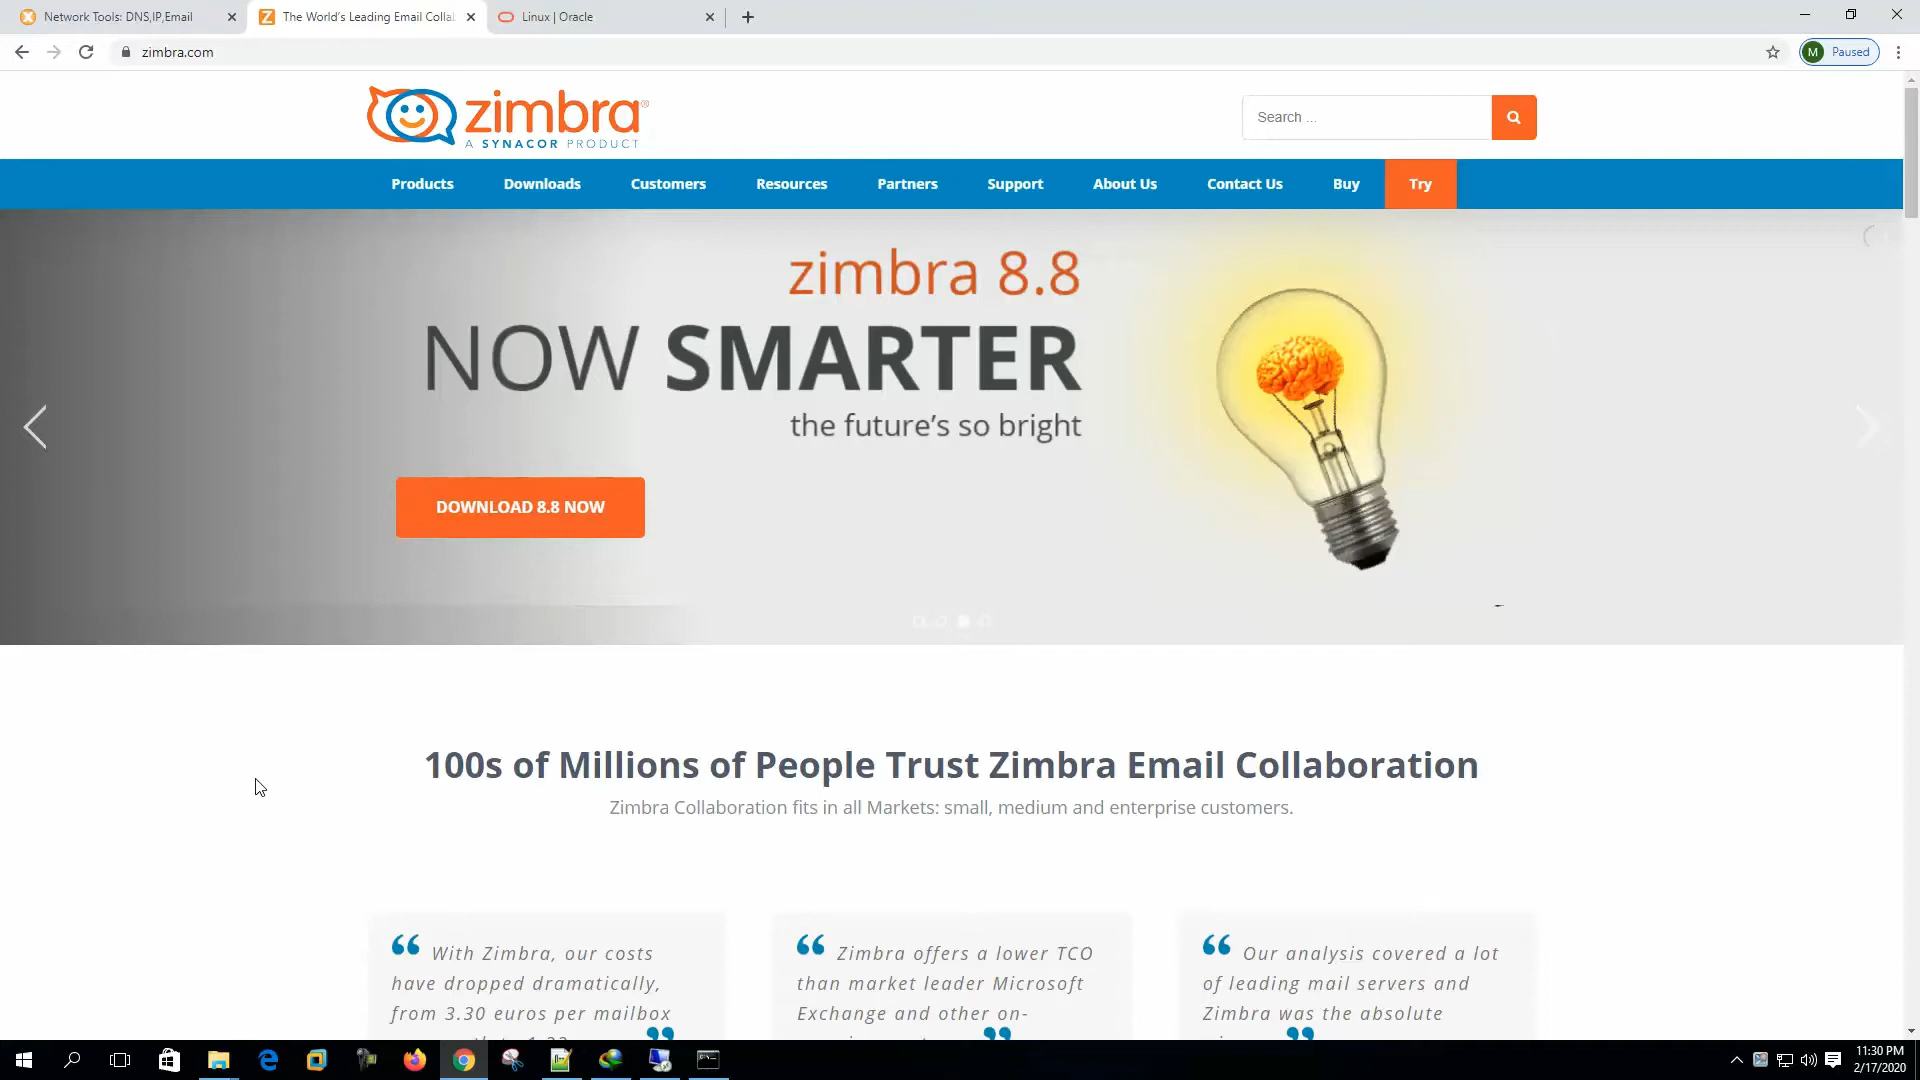 Network Tools: DNS,IP,Email
The World's Leading Email Colla
Linux | Oracle
zimbra.com
M Paused
zimbra®
A SYNACOR PRODUCT
Search ...
Products Downloads Customers Resources Partners Support About Us Contact Us Buy Try
zimbra 8.8
NOW SMARTER
the future's so bright
DOWNLOAD 8.8 NOW
100s of Millions of People Trust Zimbra Email Collaboration
Zimbra Collaboration fits in all Markets: small, medium and enterprise customers.
“ With Zimbra, our costs
have dropped dramatically,
from 3.30 euros per mailbox
“ Zimbra offers a lower TCO
than market leader Microsoft
Exchange and other on-
“ Our analysis covered a lot
of leading mail servers and
Zimbra was the absolute
11:30 PM
2/17/2020